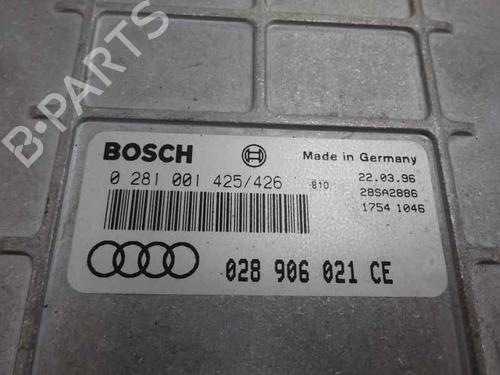 B-PARTS
BOSCH
Made in Germany
0 281 001 425/426
810
22.03.96
28SA2886
1754 1046
028 906 021 CE